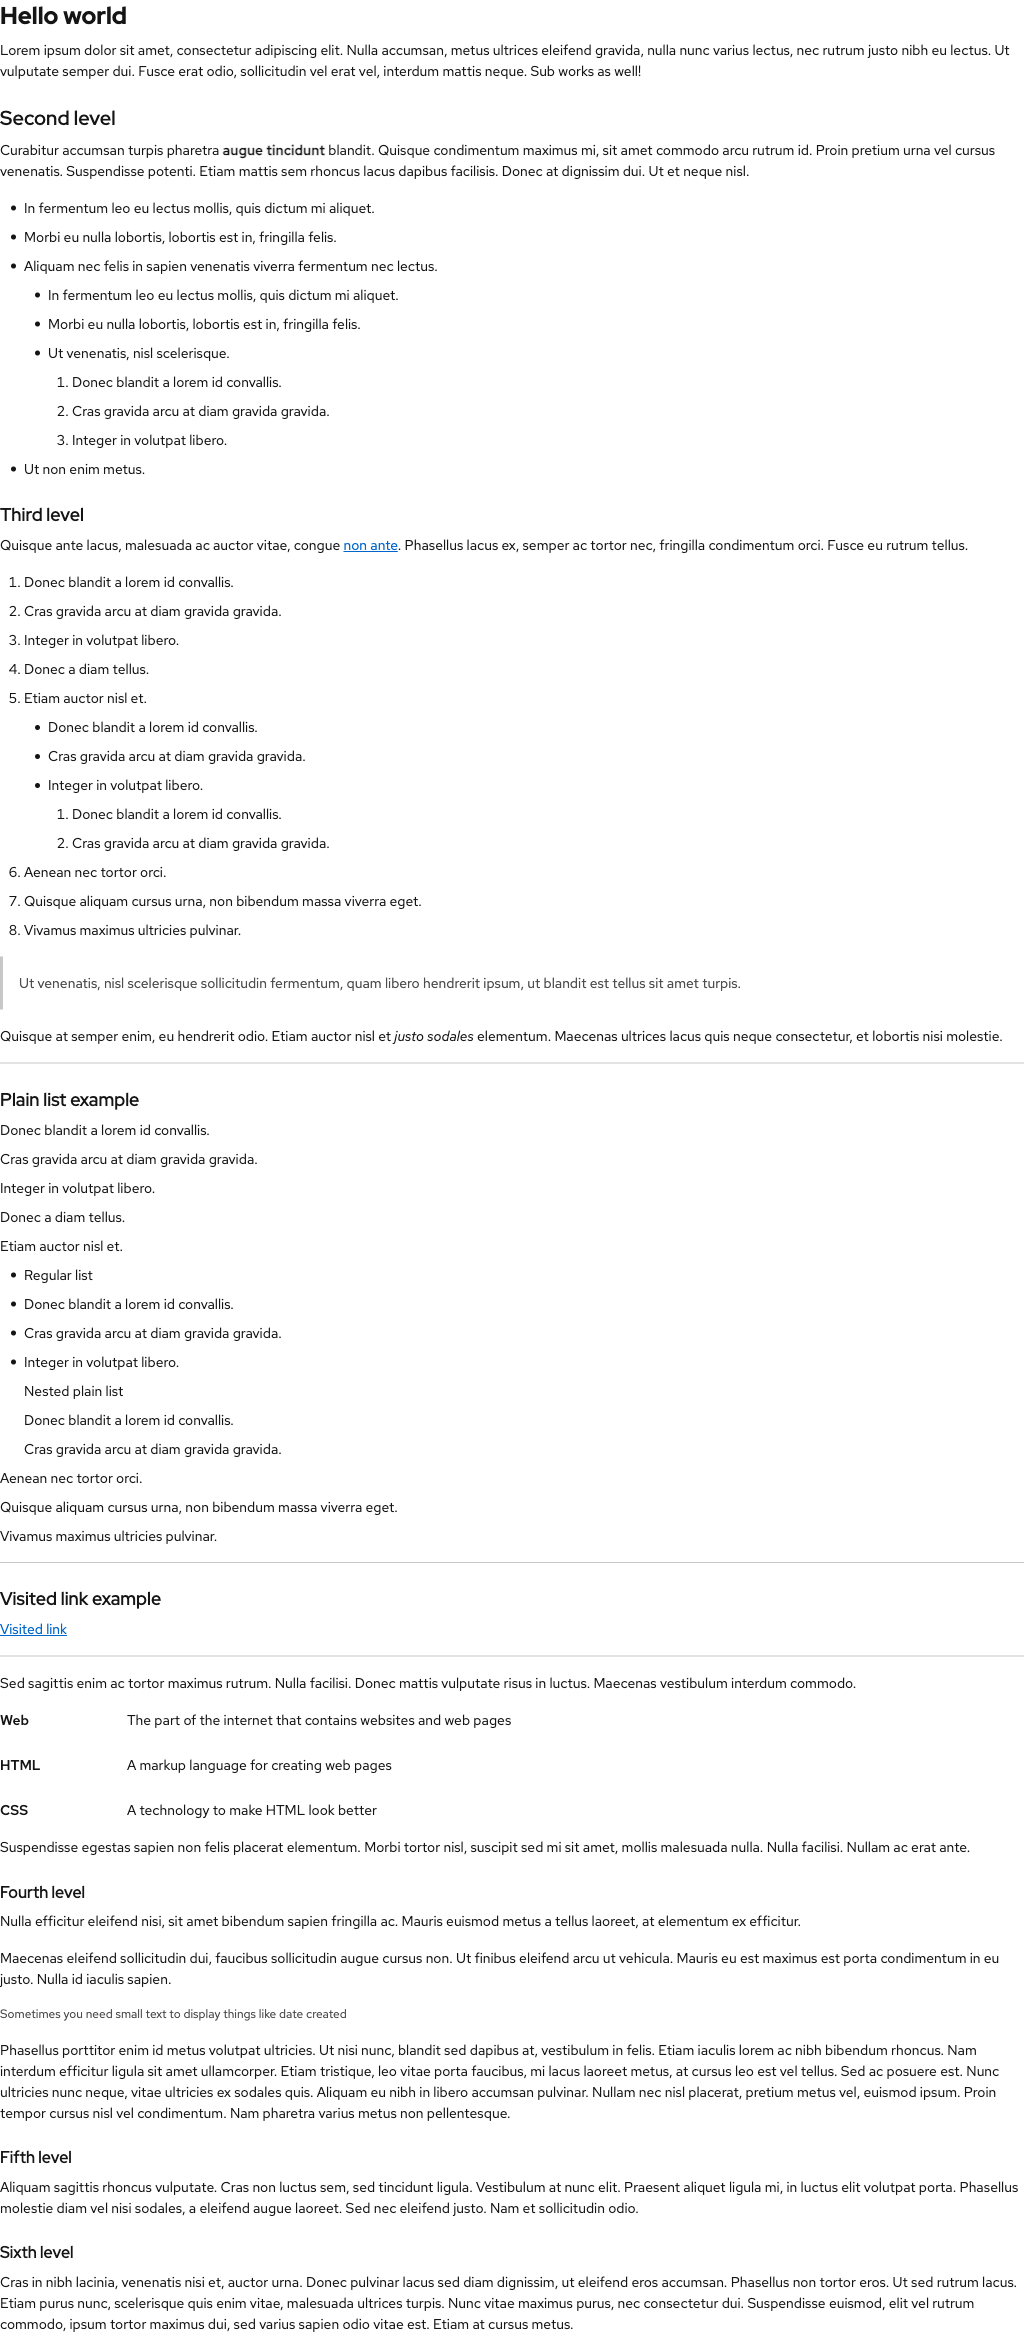 Hello world
Lorem ipsum dolor sit amet, consectetur adipiscing elit. Nulla accumsan, metus ultrices eleifend gravida, nulla nunc varius lectus, nec rutrum justo nibh eu lectus. Ut
vulputate semper dui. Fusce erat odio, sollicitudin vel erat vel, interdum mattis neque. Sub works as well!
Second level
Curabitur accumsan turpis pharetra augue tincidunt blandit. Quisque condimentum maximus mi, sit amet commodo arcu rutrum id. Proin pretium urna vel cursus
venenatis. Suspendisse potenti. Etiam mattis sem rhoncus lacus dapibus facilisis. Donec at dignissim dui. Ut et neque nisl.
• In fermentum leo eu lectus mollis, quis dictum mi aliquet.
• Morbi eu nulla lobortis, lobortis est in, fringilla felis.
• Aliquam nec felis in sapien venenatis viverra fermentum nec lectus.
• In fermentum leo eu lectus mollis, quis dictum mi aliquet.
• Morbi eu nulla lobortis, lobortis est in, fringilla felis.
• Ut venenatis, nisl scelerisque.
1. Donec blandit a lorem id convallis.
2. Cras gravida arcu at diam gravida gravida.
3. Integer in volutpat libero.
• Ut non enim metus.
Third level
Quisque ante lacus, malesuada ac auctor vitae, congue non ante. Phasellus lacus ex, semper ac tortor nec, fringilla condimentum orci. Fusce eu rutrum tellus.
1. Donec blandit a lorem id convallis.
2. Cras gravida arcu at diam gravida gravida.
3. Integer in volutpat libero.
4. Donec a diam tellus.
5. Etiam auctor nisl et.
• Donec blandit a lorem id convallis.
• Cras gravida arcu at diam gravida gravida.
• Integer in volutpat libero.
1. Donec blandit a lorem id convallis.
2. Cras gravida arcu at diam gravida gravida.
6. Aenean nec tortor orci.
7. Quisque aliquam cursus urna, non bibendum massa viverra eget.
8. Vivamus maximus ultricies pulvinar.
Ut venenatis, nisl scelerisque sollicitudin fermentum, quam libero hendrerit ipsum, ut blandit est tellus sit amet turpis.
Quisque at semper enim, eu hendrerit odio. Etiam auctor nisl et justo sodales elementum. Maecenas ultrices lacus quis neque consectetur, et lobortis nisi molestie.
Plain list example
Donec blandit a lorem id convallis.
Cras gravida arcu at diam gravida gravida.
Integer in volutpat libero.
Donec a diam tellus.
Etiam auctor nisl et.
• Regular list
• Donec blandit a lorem id convallis.
• Cras gravida arcu at diam gravida gravida.
• Integer in volutpat libero.
Nested plain list
Donec blandit a lorem id convallis.
Cras gravida arcu at diam gravida gravida.
Aenean nec tortor orci.
Quisque aliquam cursus urna, non bibendum massa viverra eget.
Vivamus maximus ultricies pulvinar.
Visited link example
Visited link
Sed sagittis enim ac tortor maximus rutrum. Nulla facilisi. Donec mattis vulputate risus in luctus. Maecenas vestibulum interdum commodo.
Web The part of the internet that contains websites and web pages
HTML A markup language for creating web pages
CSS A technology to make HTML look better
Suspendisse egestas sapien non felis placerat elementum. Morbi tortor nisl, suscipit sed mi sit amet, mollis malesuada nulla. Nulla facilisi. Nullam ac erat ante.
Fourth level
Nulla efficitur eleifend nisi, sit amet bibendum sapien fringilla ac. Mauris euismod metus a tellus laoreet, at elementum ex efficitur.
Maecenas eleifend sollicitudin dui, faucibus sollicitudin augue cursus non. Ut finibus eleifend arcu ut vehicula. Mauris eu est maximus est porta condimentum in eu
justo. Nulla id iaculis sapien.
Sometimes you need small text to display things like date created
Phasellus porttitor enim id metus volutpat ultricies. Ut nisi nunc, blandit sed dapibus at, vestibulum in felis. Etiam iaculis lorem ac nibh bibendum rhoncus. Nam
interdum efficitur ligula sit amet ullamcorper. Etiam tristique, leo vitae porta faucibus, mi lacus laoreet metus, at cursus leo est vel tellus. Sed ac posuere est. Nunc
ultricies nunc neque, vitae ultricies ex sodales quis. Aliquam eu nibh in libero accumsan pulvinar. Nullam nec nisl placerat, pretium metus vel, euismod ipsum. Proin
tempor cursus nisl vel condimentum. Nam pharetra varius metus non pellentesque.
Fifth level
Aliquam sagittis rhoncus vulputate. Cras non luctus sem, sed tincidunt ligula. Vestibulum at nunc elit. Praesent aliquet ligula mi, in luctus elit volutpat porta. Phasellus
molestie diam vel nisi sodales, a eleifend augue laoreet. Sed nec eleifend justo. Nam et sollicitudin odio.
Sixth level
Cras in nibh lacinia, venenatis nisi et, auctor urna. Donec pulvinar lacus sed diam dignissim, ut eleifend eros accumsan. Phasellus non tortor eros. Ut sed rutrum lacus.
Etiam purus nunc, scelerisque quis enim vitae, malesuada ultrices turpis. Nunc vitae maximus purus, nec consectetur dui. Suspendisse euismod, elit vel rutrum
commodo, ipsum tortor maximus dui, sed varius sapien odio vitae est. Etiam at cursus metus.